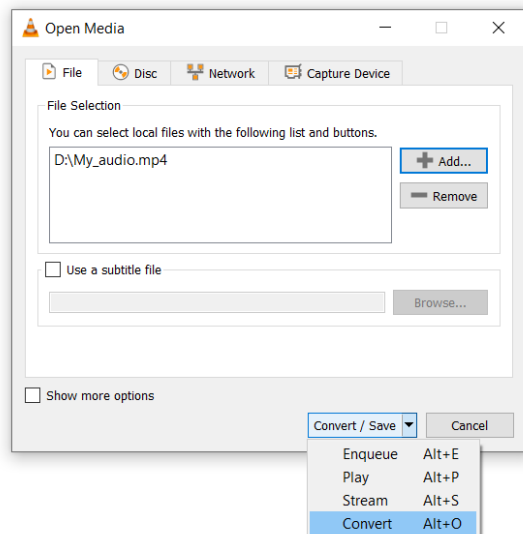 Open Media
File Disc Network Capture Device
File Selection
You can select local files with the following list and buttons.
D:\My_audio.mp4
Add...
Remove
Use a subtitle file
Browse...
Show more options
Convert / Save Cancel
Enqueue Alt+E
Play Alt+P
Stream Alt+S
Convert Alt+O